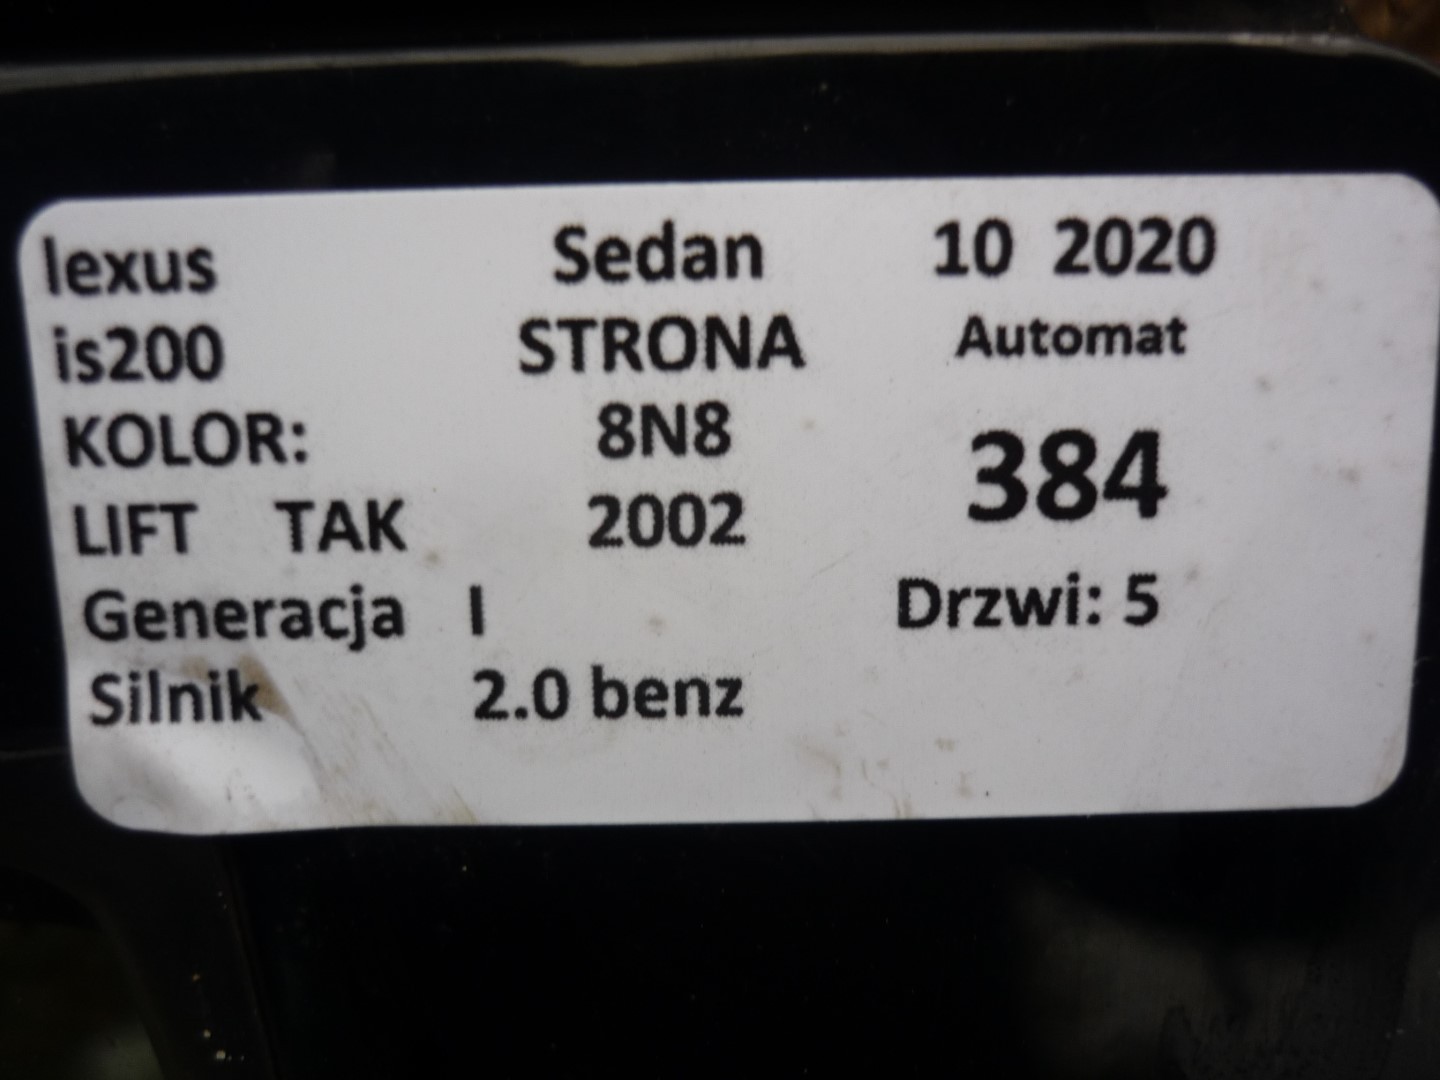 lexus Sedan 10 2020
is200 STRONA Automat
KOLOR: 8N8 384
LIFT TAK 2002
Generacja I Drzwi: 5
Silnik 2.0 benz